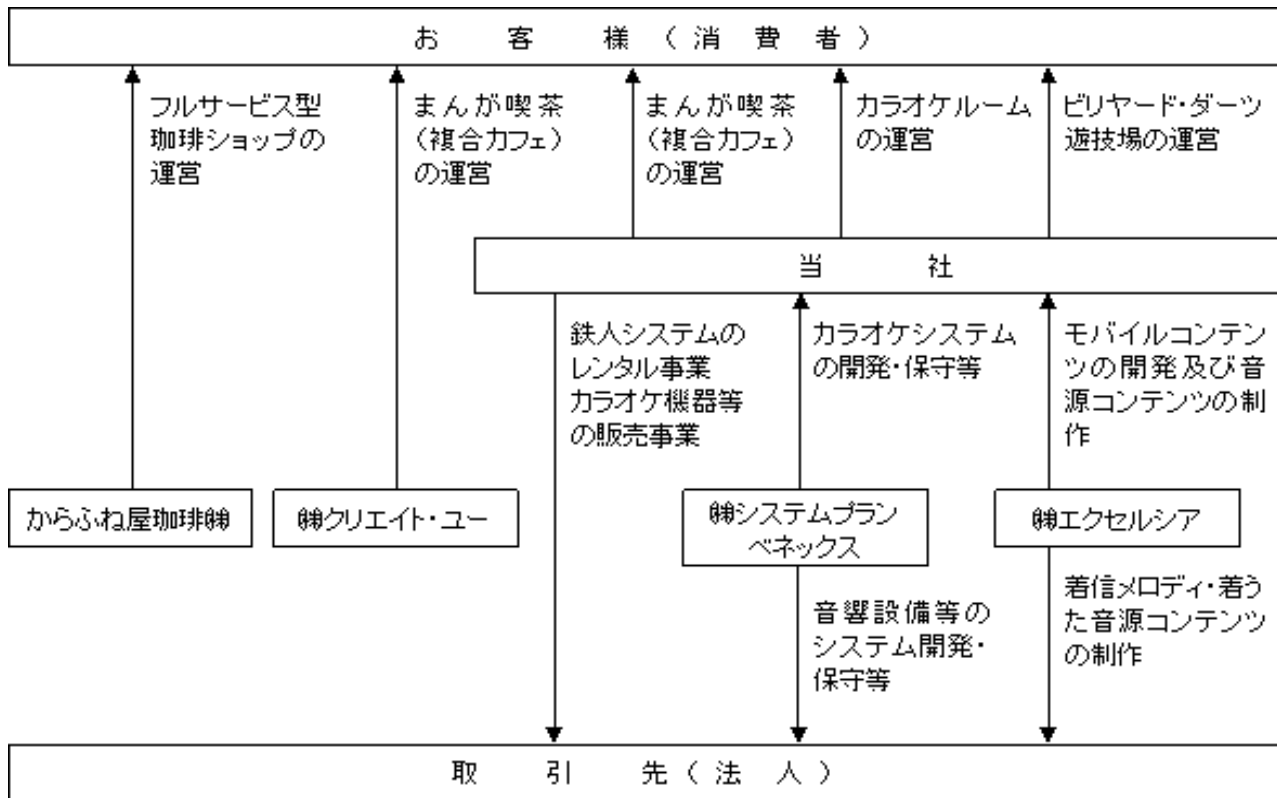 お客様(消費者)
フルサービス型
珈琲ショップの
運営
まんが喫茶
(複合カフェ)
の運営
まんが喫茶
(複合カフェ)
の運営
カラオケルーム
の運営
ビリヤード・ダーツ
遊技場の運営
当社
鉄人システムの
レンタル事業
カラオケ機器等
の販売事業
カラオケシステム
の開発・保守等
モバイルコンテン
ツの開発及び音
源コンテンツの制
作
からふね屋珈琲㈱
㈱クリエイト・ユー
㈱システムプラン
ベネックス
㈱エクセルシア
音響設備等の
システム開発・
保守等
着信メロディ・着う
た音源コンテンツ
の制作
取引先(法人)